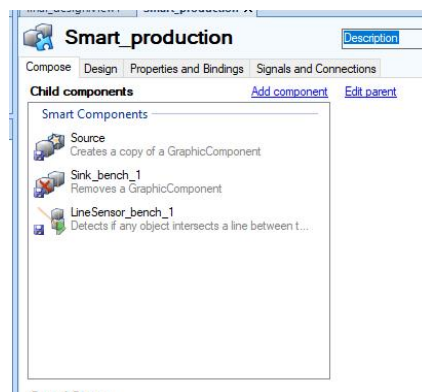 Smart_production
Description
Compose Design Properties and Bindings Signals and Connections
Child components Add component Edit parent
Smart Components
Source
Creates a copy of a GraphicComponent
Sink_bench_1
Removes a GraphicComponent
LineSensor_bench_1
Detects if any object intersects a line between t...